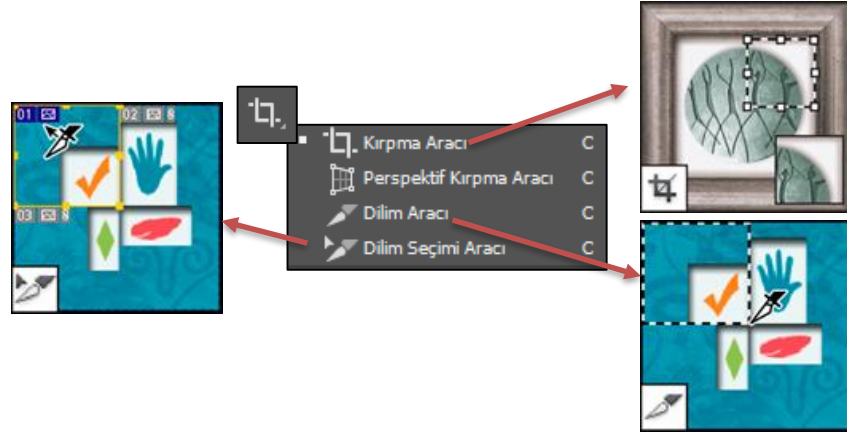 01
02
8
Kırpma Aracı C
Perspektif Kırpma Aracı C
03
8
Dilim Aracı C
Dilim Seçimi Aracı C